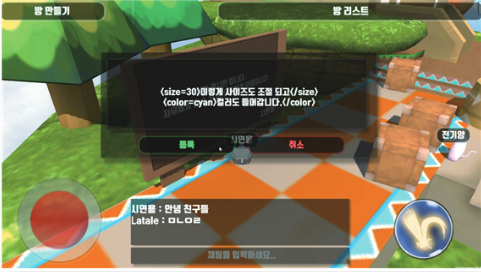 방 만들기
방 리스트
<size=30>이렇게 사이즈도 조절 되고</size>
<color=cyan>컬러도 들어갑니다.</color>
등록
시연용
취소
전기양
시연용 : 안녕 친구들
Latale : ㅁㄴㅇㄹ
채팅을 입력하세요..